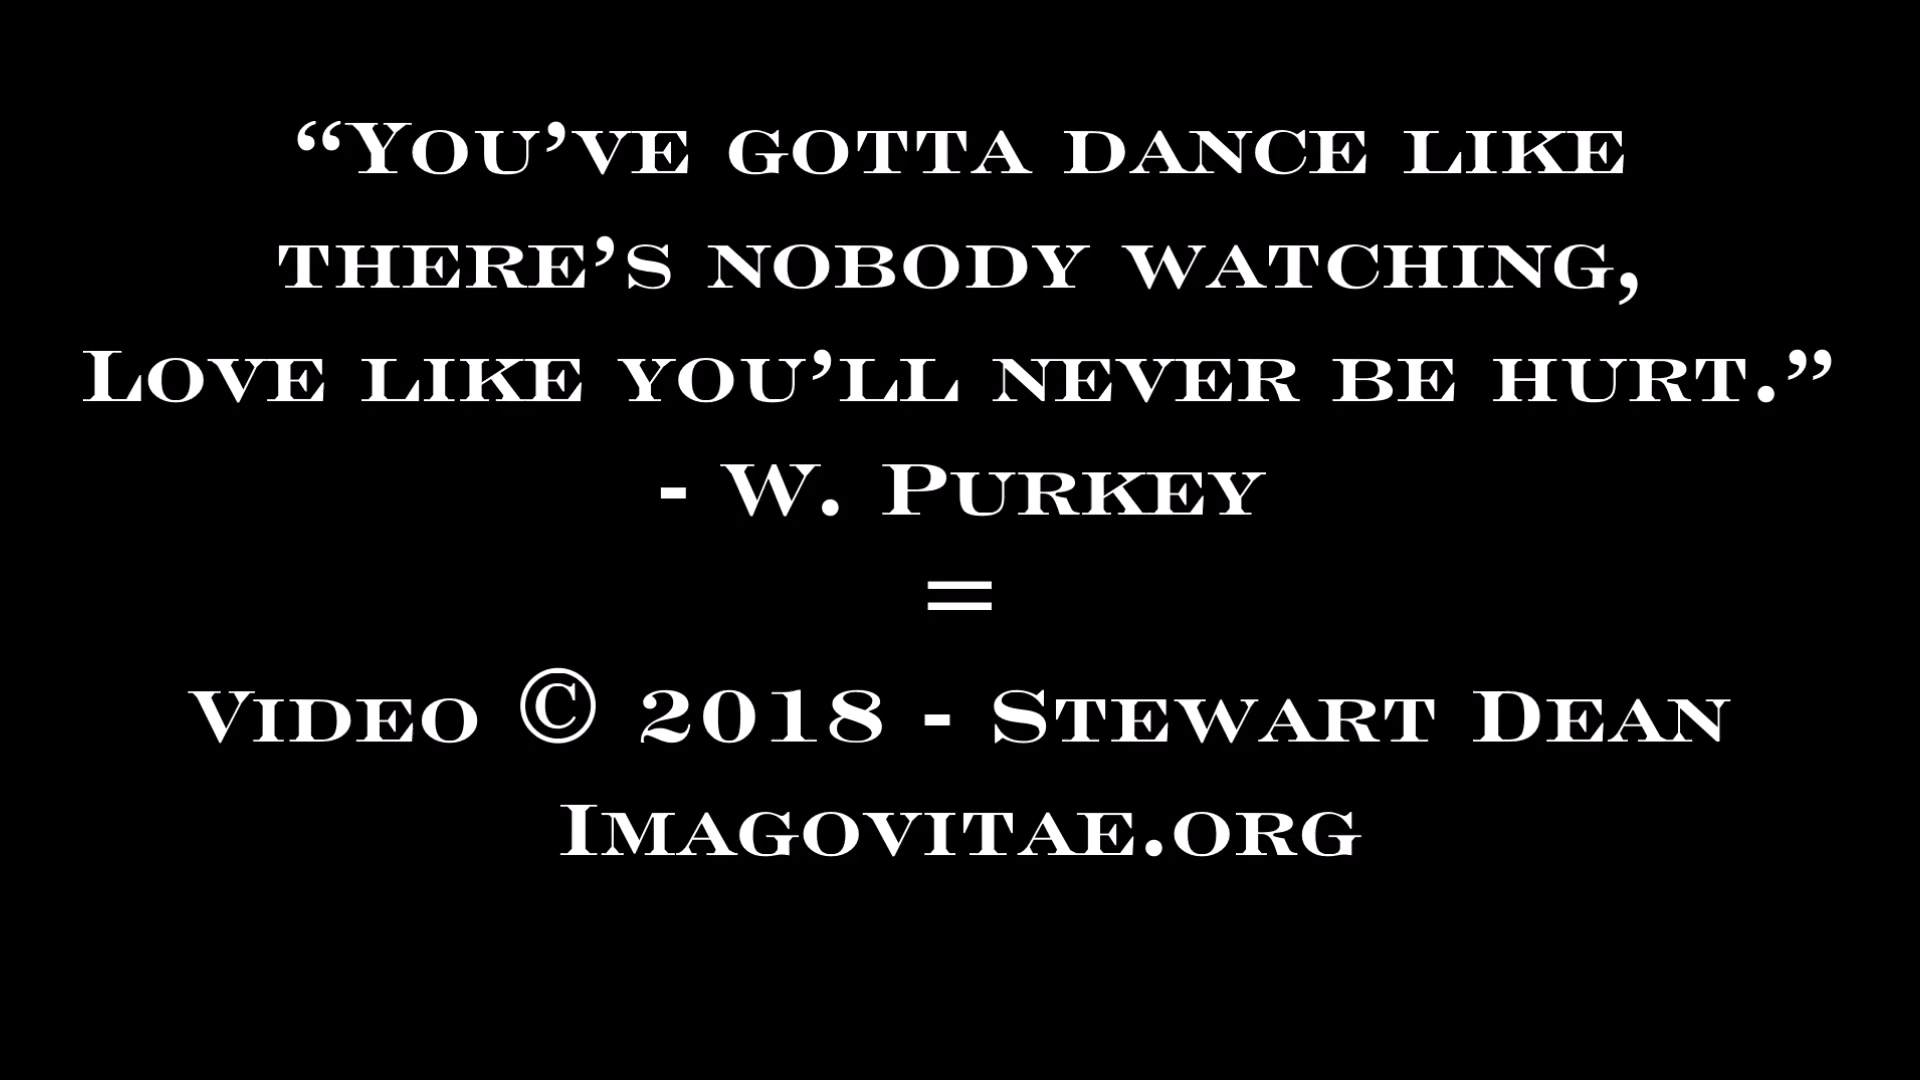 “You’ve gotta dance like
there’s nobody watching,
Love like you’ll never be hurt.”
- W. Purkey
=
Video © 2018 - Stewart Dean
Imagovitae.org